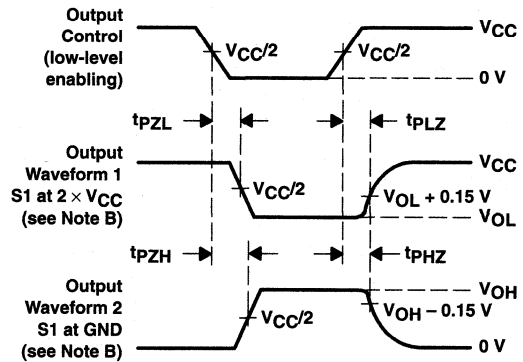 Output
Control
(low-level
enabling)
VCC/2
VCC/2
VCC
0 V
tPZL
tPLZ
Output
Waveform 1
S1 at 2 × VCC
(see Note B)
VCC/2
VCC
VOL + 0.15 V
VOL
tPZH
tPHZ
Output
Waveform 2
S1 at GND
(see Note B)
VCC/2
VOH
VOH − 0.15 V
0 V